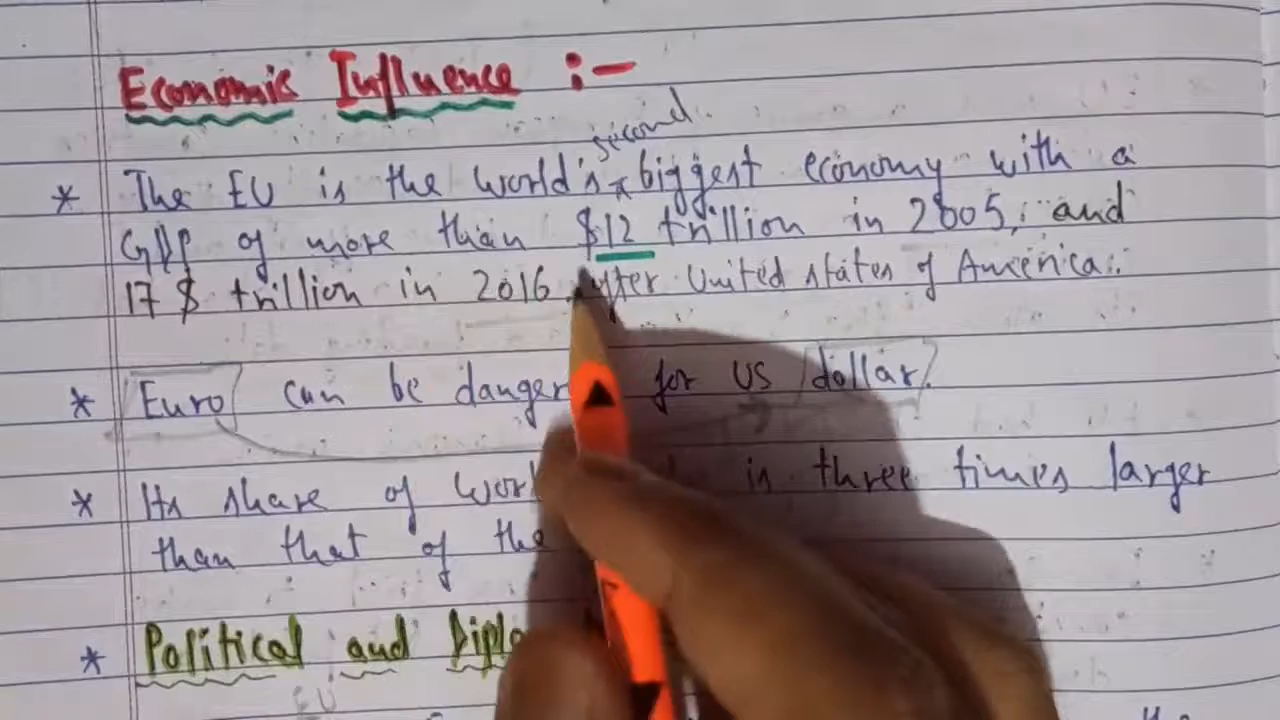 Economic Influence :-
second
* The EU is the world's biggest economy with a
GDP of more than $12 trillion in 2005, and
17 $ trillion in 2016 after United states of America.
* Euro can be danger for US dollar.
* Its share of is three times larger
than that of the
* Political and
EU